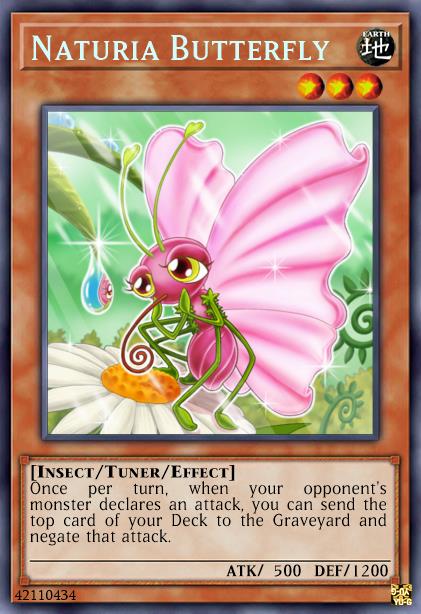 NATURIA BUTTERFLY
EARTH
地
[INSECT/TUNER/EFFECT]
Once per turn, when your opponent's
monster declares an attack, you can send the
top card of your Deck to the Graveyard and
negate that attack.
ATK/ 500 DEF/1200
42110434